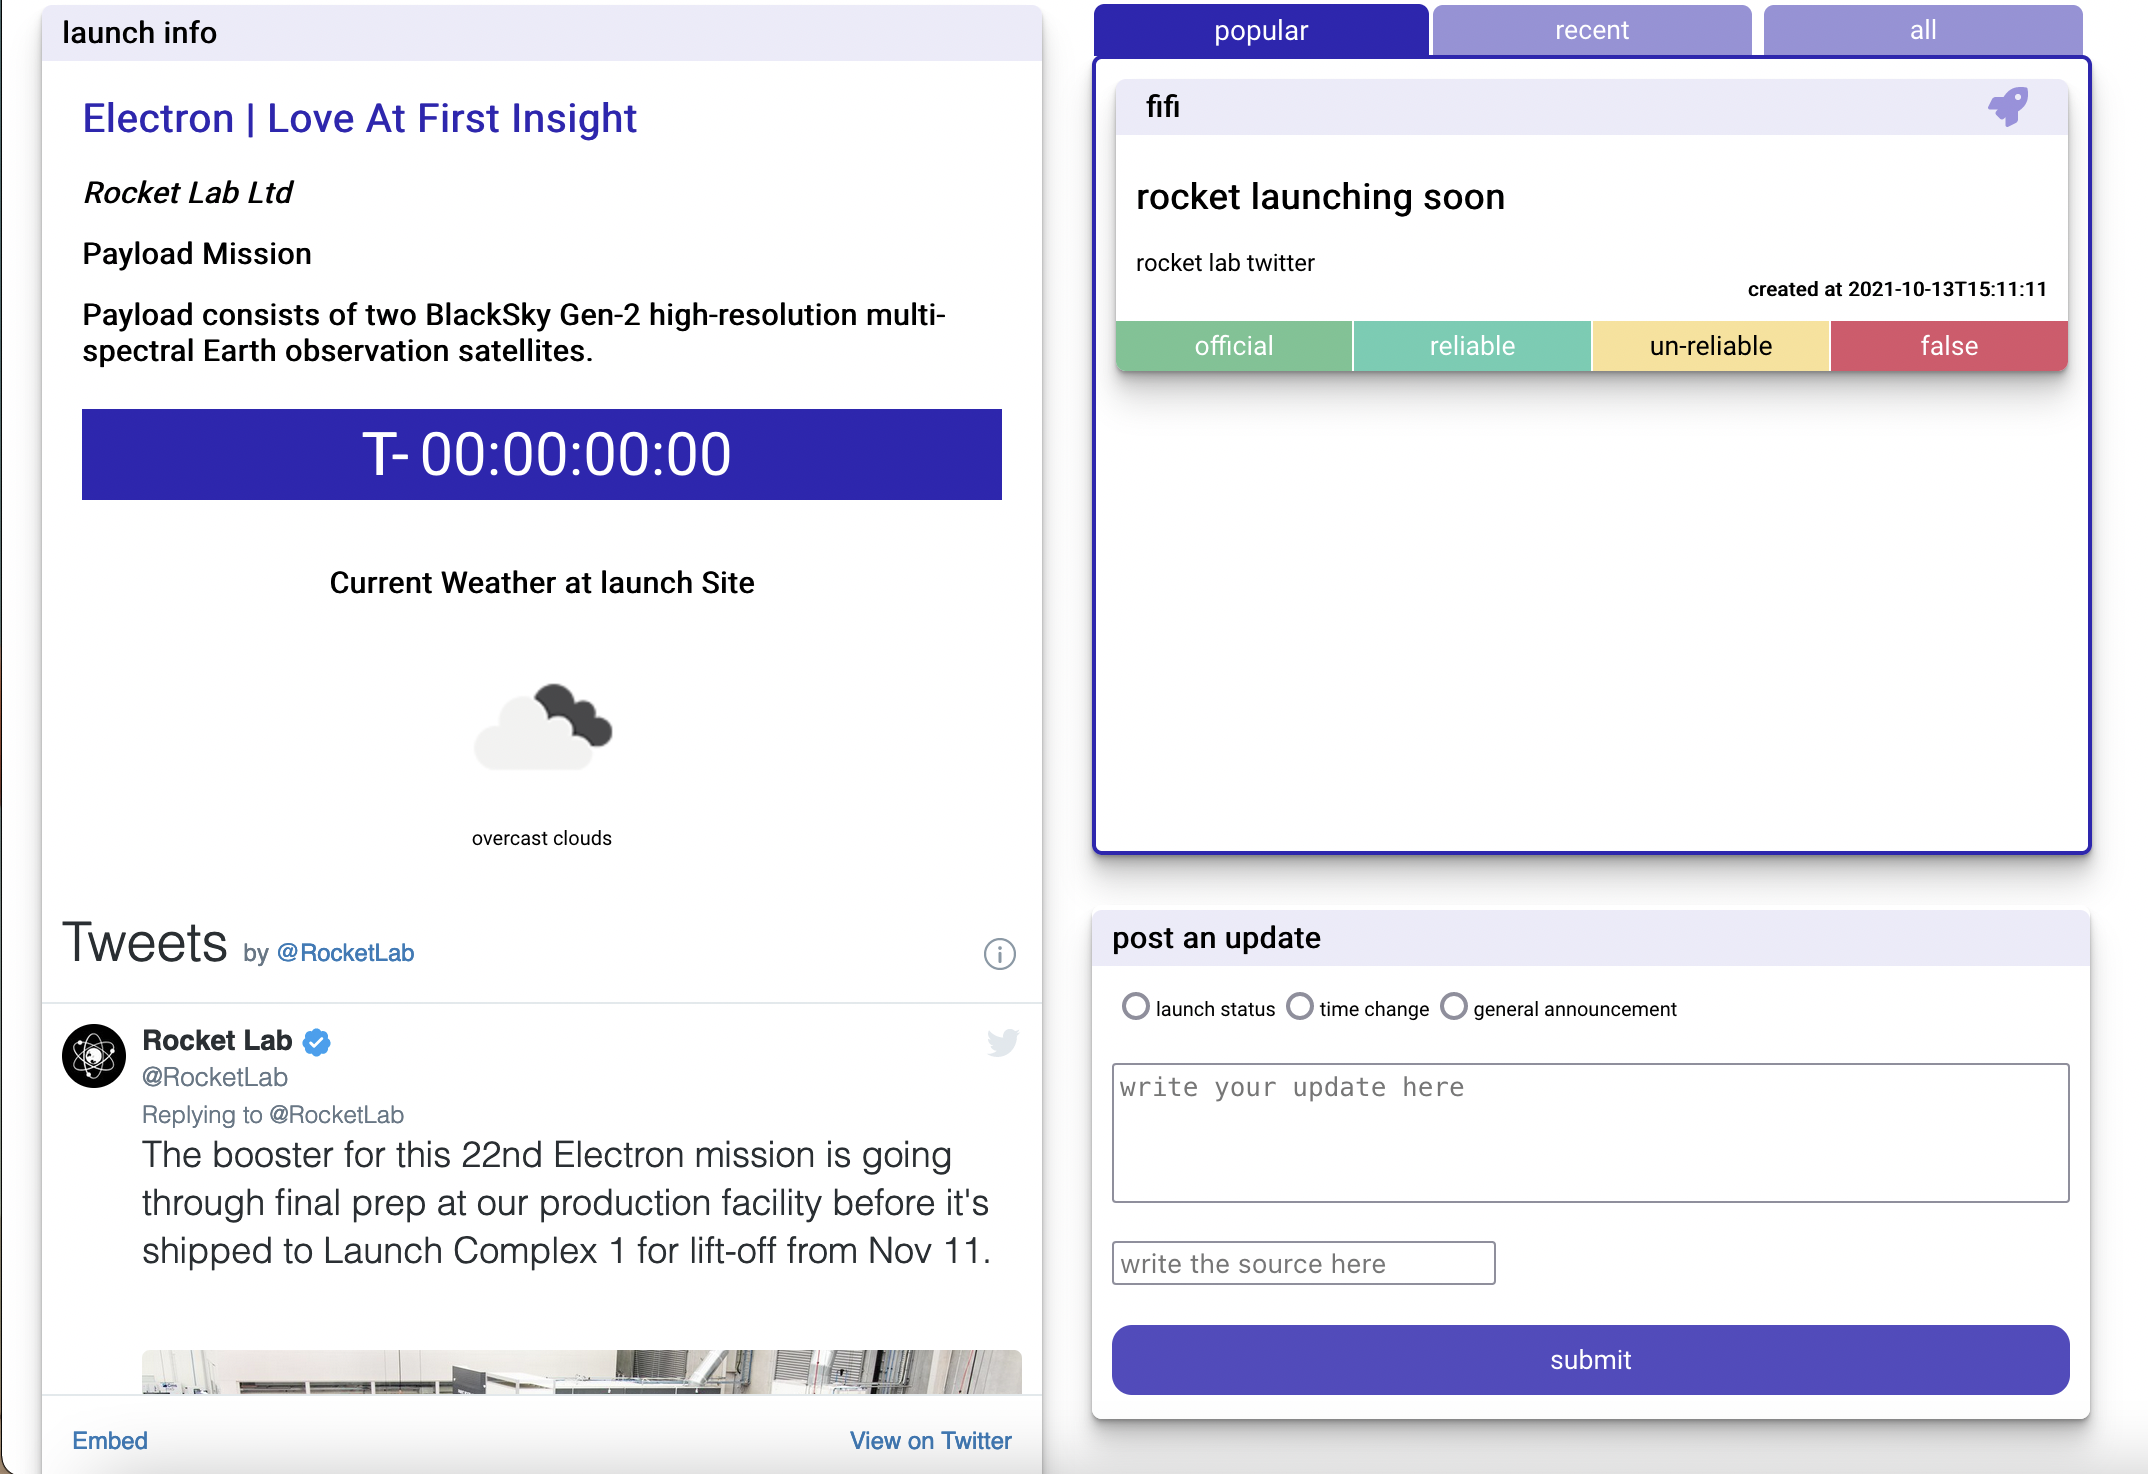 launch info
Electron | Love At First Insight
Rocket Lab Ltd
Payload Mission
Payload consists of two BlackSky Gen-2 high-resolution multi-
spectral Earth observation satellites.
T- 00:00:00:00
Current Weather at launch Site
overcast clouds
Tweets by @RocketLab
Rocket Lab
@RocketLab
Replying to @RocketLab
The booster for this 22nd Electron mission is going
through final prep at our production facility before it's
shipped to Launch Complex 1 for lift-off from Nov 11.
Embed
View on Twitter
popular
recent
all
fifi
rocket launching soon
rocket lab twitter
created at 2021-10-13T15:11:11
official
reliable
un-reliable
false
post an update
launch status
time change
general announcement
write your update here
write the source here
submit